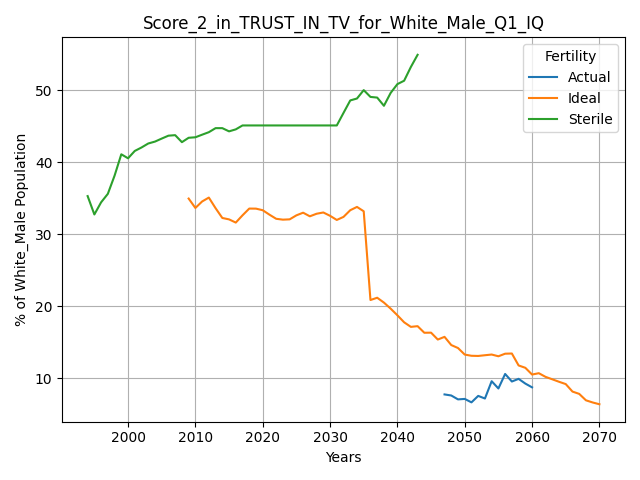 Score_2_in_TRUST_IN_TV_for_White_Male_Q1_IQ
Fertility
Actual
Ideal
Sterile
% of White_Male Population
50
40
30
20
10
2000 2010 2020 2030 2040 2050 2060 2070
Years